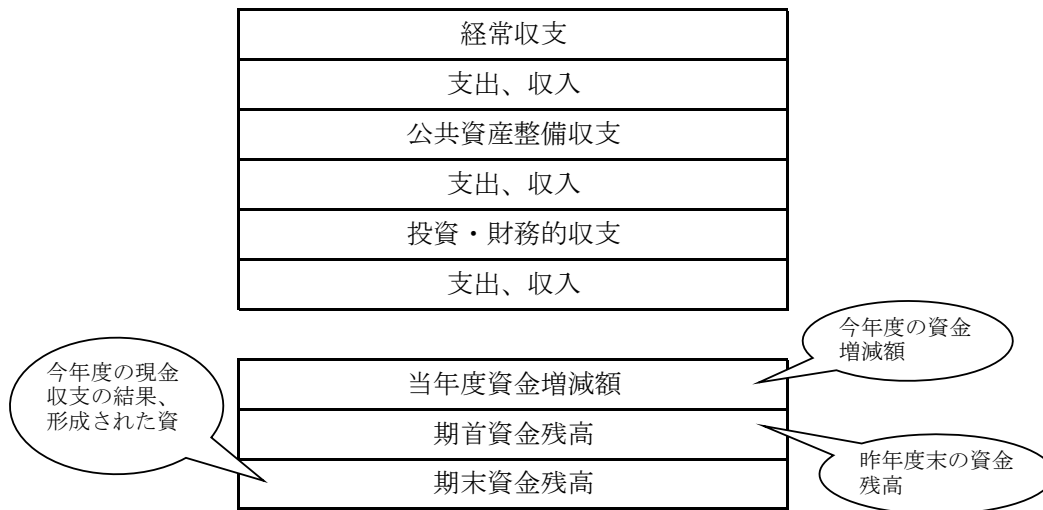 経常収支
支出、収入
公共資産整備収支
支出、収入
投資・財務的収支
支出、収入
今年度の資金
増減額
今年度の現金
収支の結果、
形成された資
当年度資金増減額
期首資金残高
昨年度末の資金
残高
期末資金残高